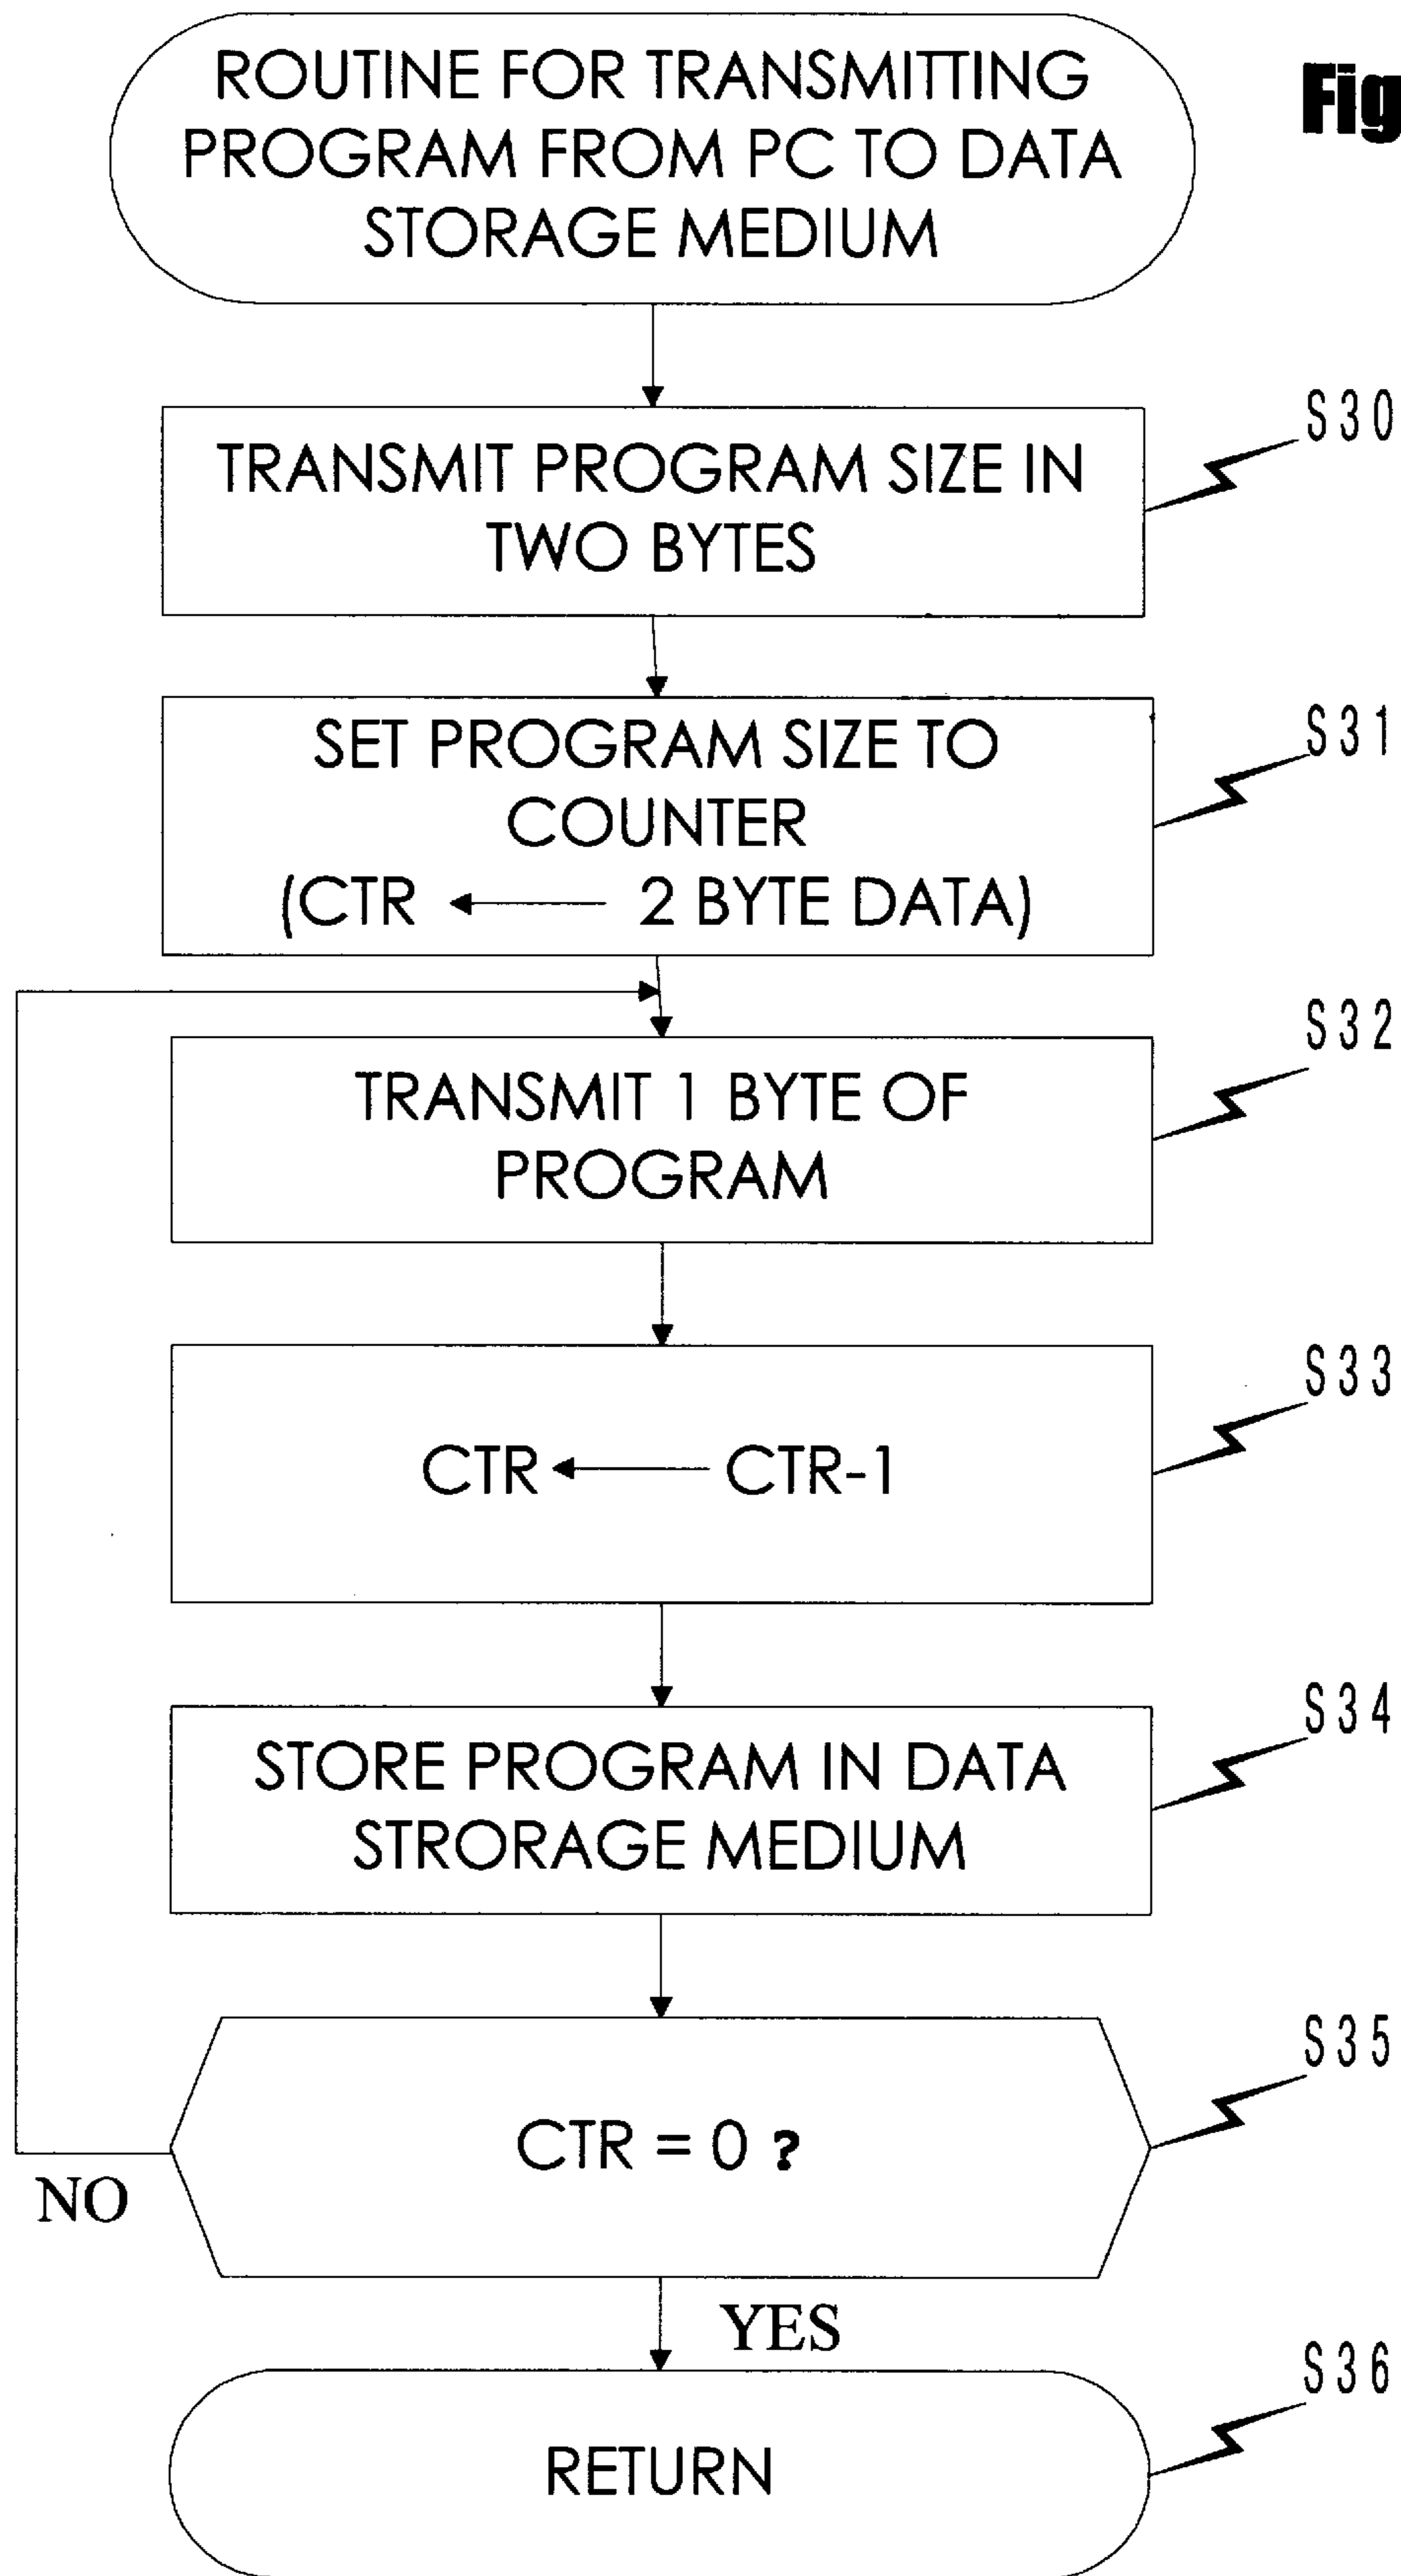 ROUTINE FOR TRANSMITTING
PROGRAM FROM PC TO DATA
STORAGE MEDIUM
Fig
TRANSMIT PROGRAM SIZE IN
TWO BYTES
S30
SET PROGRAM SIZE TO
COUNTER
(CTR ← 2 BYTE DATA)
S31
TRANSMIT 1 BYTE OF
PROGRAM
S32
CTR ← CTR-1
S33
STORE PROGRAM IN DATA
STRORAGE MEDIUM
S34
CTR = 0 ?
S35
NO
YES
RETURN
S36